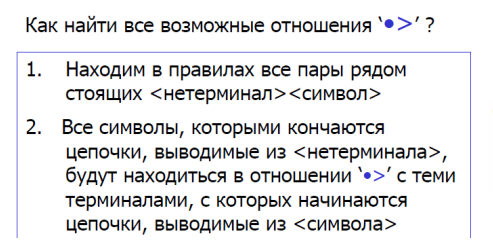 Как найти все возможные отношения ‘•>’ ?
1. Находим в правилах все пары рядом
стоящих <нетерминал><символ>
2. Все символы, которыми кончаются
цепочки, выводимые из <нетерминала>,
будут находиться в отношении ‘•>’ с теми
терминалами, с которых начинаются
цепочки, выводимые из <символа>